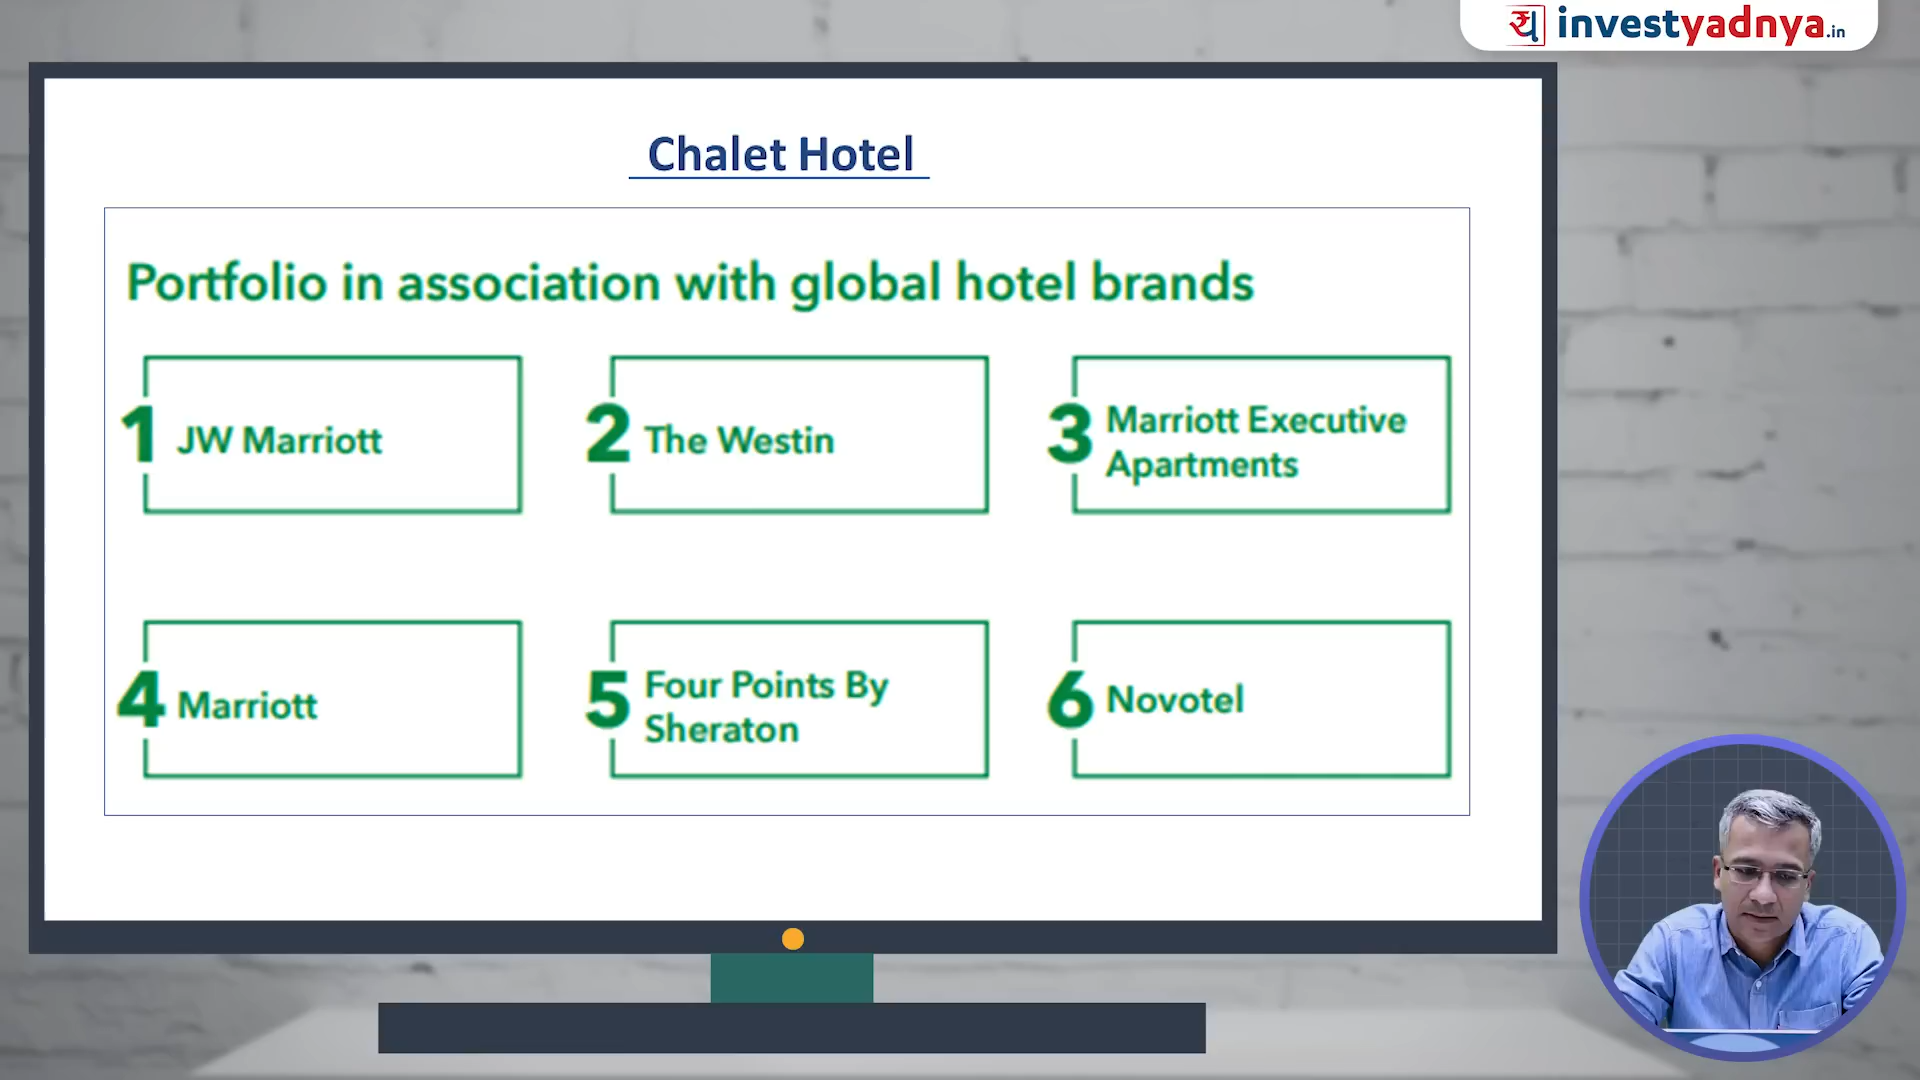 investyadnya.in
Chalet Hotel
Portfolio in association with global hotel brands
1 JW Marriott
2 The Westin
3 Marriott Executive
Apartments
4 Marriott
5 Four Points By
Sheraton
6 Novotel